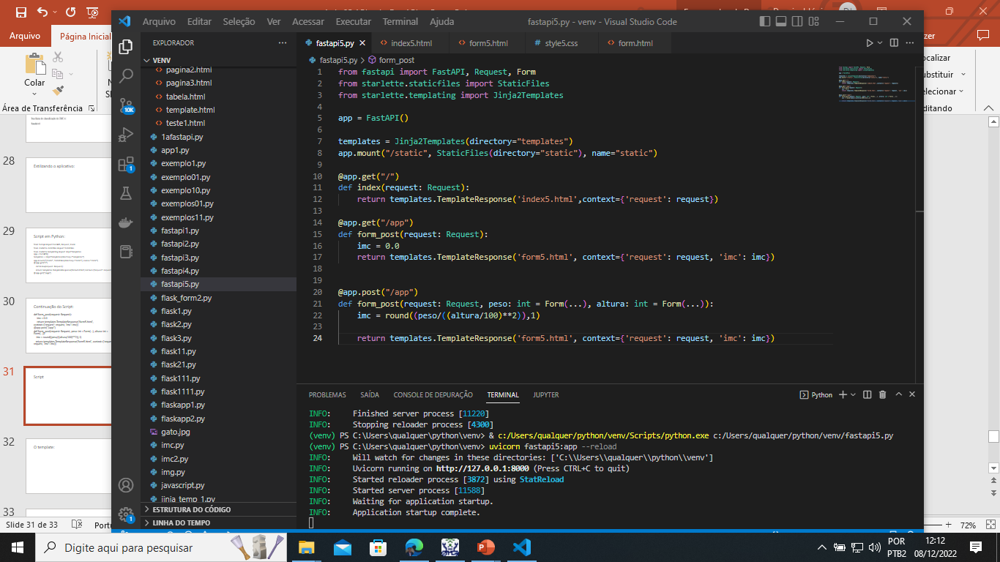 Arquivo
Página Inicial
Colar
Área de Transferência
Arquivo Editar Seleção Ver Acessar Executar Terminal Ajuda
fastapi5.py - venv - Visual Studio Code
EXPLORADOR
VENV
pagina2.html
pagina3.html
tabela.html
template.html
teste1.html
1afastapi.py
app1.py
exemplo1.py
exemplo01.py
exemplo10.py
exemplos01.py
exemplos11.py
fastapi1.py
fastapi2.py
fastapi3.py
fastapi4.py
fastapi5.py
flask_form2.py
flask1.py
flask2.py
flask3.py
flask11.py
flask21.py
flask111.py
flask1111.py
flaskapp1.py
flaskapp2.py
gato.jpg
imc.py
imc2.py
img.py
javascript.py
jinja_temp_1.py
ESTRUTURA DO CÓDIGO
LINHA DO TEMPO
10K
1
1
fastapi5.py index5.html form5.html style5.css form.html
fastapi5.py > form_post
1 from fastapi import FastAPI, Request, Form
2 from starlette.staticfiles import StaticFiles
3 from starlette.templating import Jinja2Templates
4
5 app = FastAPI()
6
7 templates = Jinja2Templates(directory="templates")
8 app.mount("/static", StaticFiles(directory="static"), name="static")
9
10 @app.get("/")
11 def index(request: Request):
12 return templates.TemplateResponse('index5.html',context={'request': request})
13
14 @app.get("/app")
15 def form_post(request: Request):
16 imc = 0.0
17 return templates.TemplateResponse('form5.html', context={'request': request, 'imc': imc})
18
19
20 @app.post("/app")
21 def form_post(request: Request, peso: int = Form(...), altura: int = Form(...)):
22 imc = round((peso/((altura/100)**2)),1)
23
24 return templates.TemplateResponse('form5.html', context={'request': request, 'imc': imc})
PROBLEMAS SAÍDA CONSOLE DE DEPURAÇÃO TERMINAL JUPYTER
Python
INFO: Finished server process [11220]
INFO: Stopping reloader process [4300]
(venv) PS C:\Users\qualquer\python\venv> & c:/Users/qualquer/python/venv/Scripts/python.exe c:/Users/qualquer/python/venv/fastapi5.py
(venv) PS C:\Users\qualquer\python\venv> uvicorn fastapi5:app --reload
INFO: Will watch for changes in these directories: ['C:\\Users\\qualquer\\python\\venv']
INFO: Uvicorn running on http://127.0.0.1:8000 (Press CTRL+C to quit)
INFO: Started reloader process [3872] using StatReload
INFO: Started server process [11588]
INFO: Waiting for application startup.
INFO: Application startup complete.
28
Estilizando o aplicativo:
29
Script em Python:
30
Continuação do Script:
31
Script
32
O template:
33
Slide 31 de 33
72%
Digite aqui para pesquisar
POR
PTB2
12:12
08/12/2022